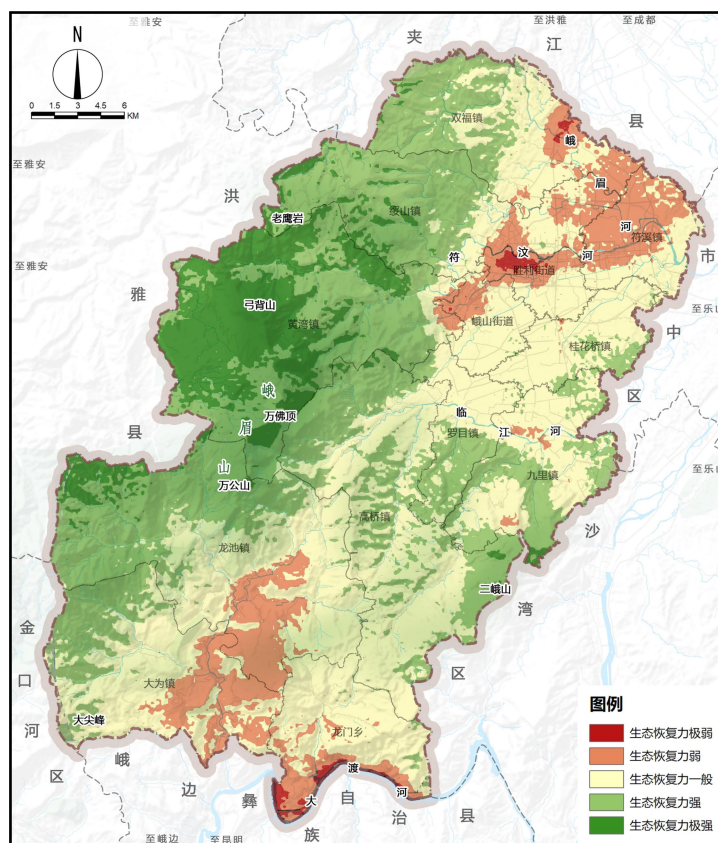 至雅安
至洪雅
至成都
夹
江
县
N
0 1.5 3 4.5 6
KM
双福镇
峨
眉
河
至雅安
洪
老鹰岩
绥山镇
符溪镇
符
汶
河
胜利街道
市
至雅安
雅
弓背山
黄湾镇
峨山街道
至乐山
中
桂花桥镇
峨
眉
山
万佛顶
临
江
河
罗目镇
区
县
万公山
九里镇
至乐山
高桥镇
沙
龙池镇
二峨山
湾
金
口
河
区
大为镇
区
大尖峰
龙门乡
峨
边
彝
族
自
治
县
大
渡
河
至峨边
至昆明
图例
生态恢复力极弱
生态恢复力弱
生态恢复力一般
生态恢复力强
生态恢复力极强